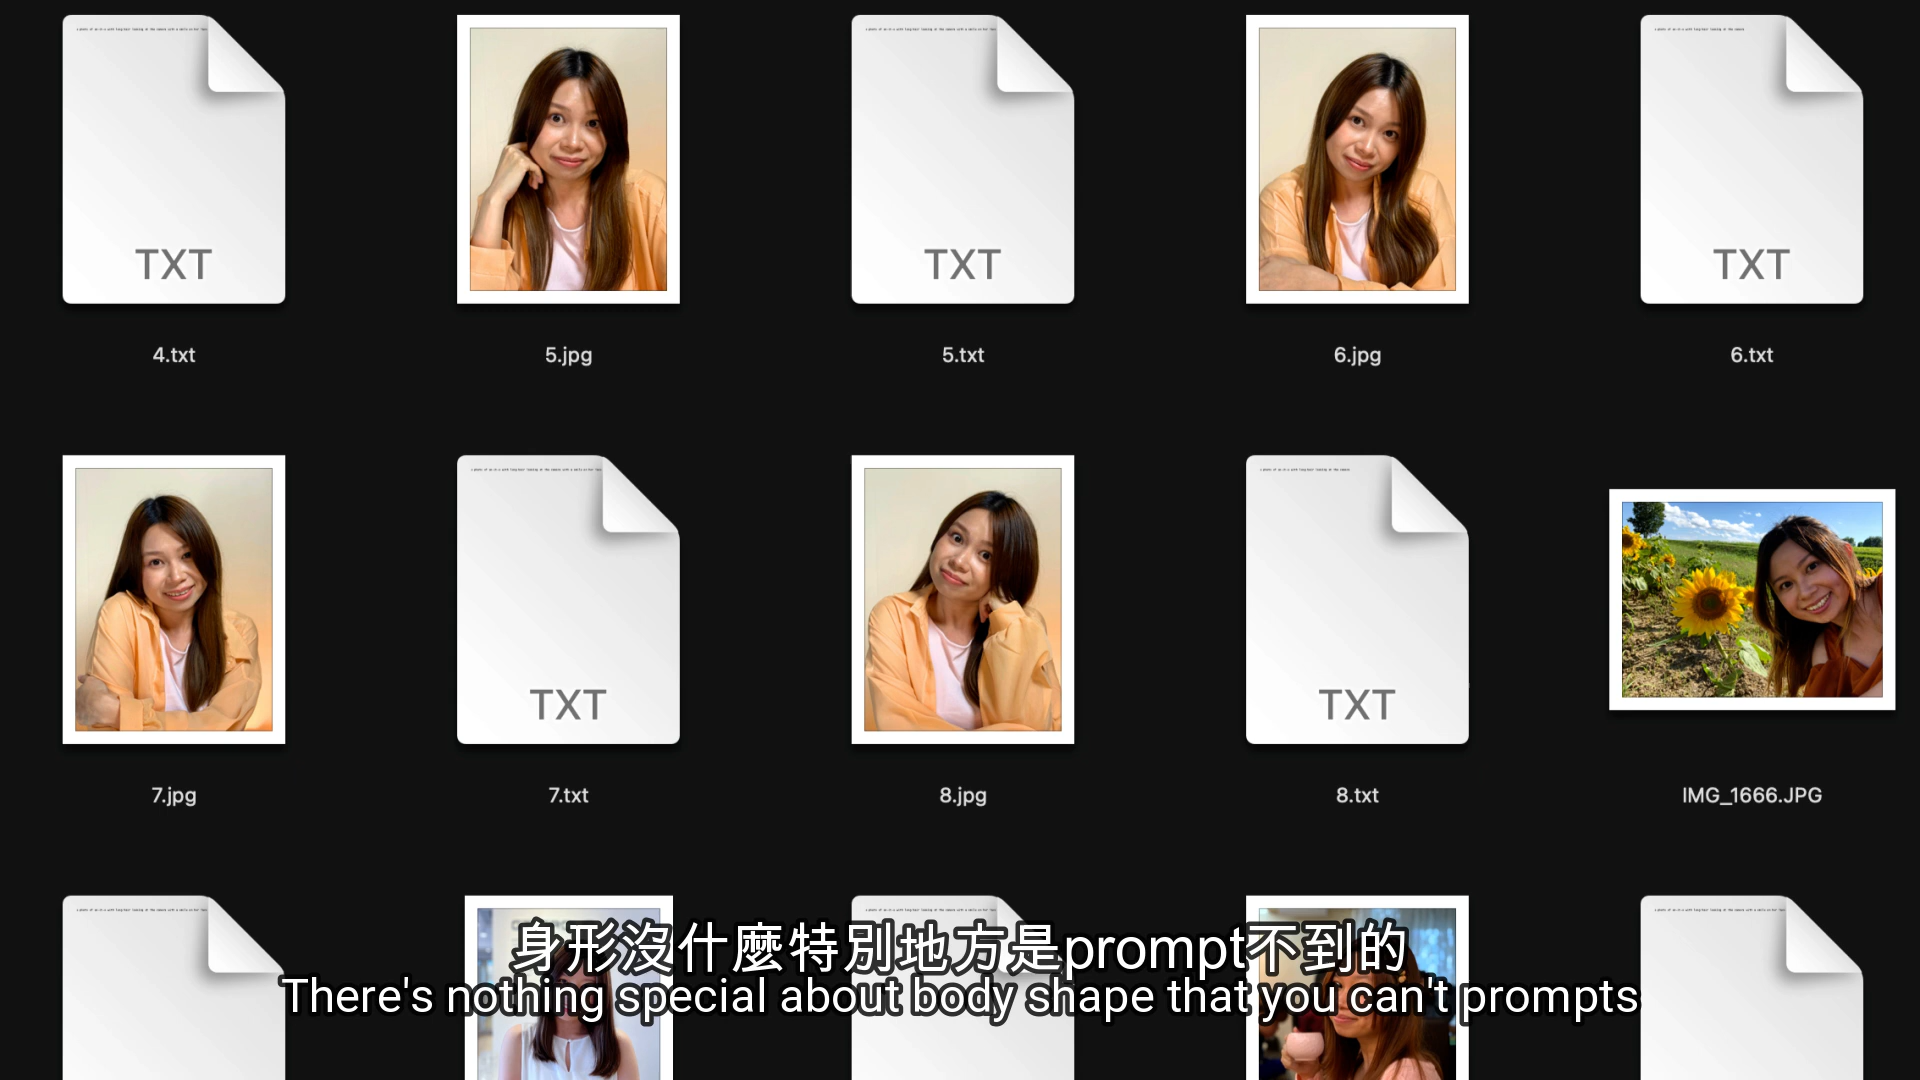 TXT
TXT
TXT
4.txt
5.jpg
5.txt
6.jpg
6.txt
TXT
TXT
7.jpg
7.txt
8.jpg
8.txt
IMG_1666.JPG
身形沒什麼特別地方是prompt不到的
There's nothing special about body shape that you can't prompts